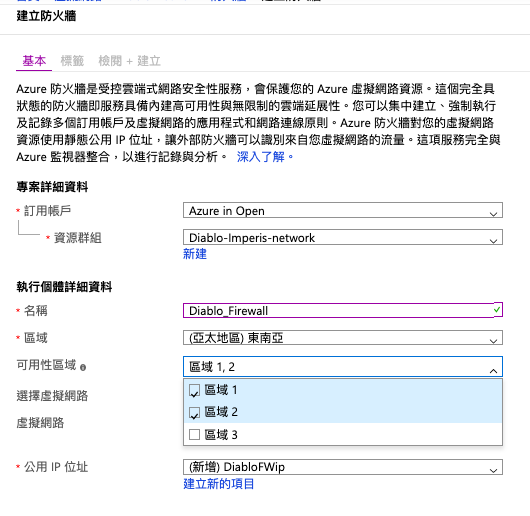 建立防火牆
基本 標籤 檢閱 + 建立
Azure 防火牆是受控雲端式網路安全性服務，會保護您的 Azure 虛擬網路資源。這個完全具
狀態的防火牆即服務具備內建高可用性與無限制的雲端延展性。您可以集中建立、強制執行
及記錄多個訂用帳戶及虛擬網路的應用程式和網路連線原則。Azure 防火牆對您的虛擬網路
資源使用靜態公用 IP 位址，讓外部防火牆可以識別來自您虛擬網路的流量。這項服務完全與
Azure 監視器整合，以進行記錄與分析。 深入了解。
專案詳細資料
* 訂用帳戶 Azure in Open
* 資源群組 Diablo-Imperis-network
新建
執行個體詳細資料
* 名稱 Diablo_Firewall
* 區域 (亞太地區) 東南亞
可用性區域 區域 1, 2
選擇虛擬網路 區域 1
區域 2
虛擬網路
區域 3
* 公用 IP 位址 (新增) DiabloFWip
建立新的項目